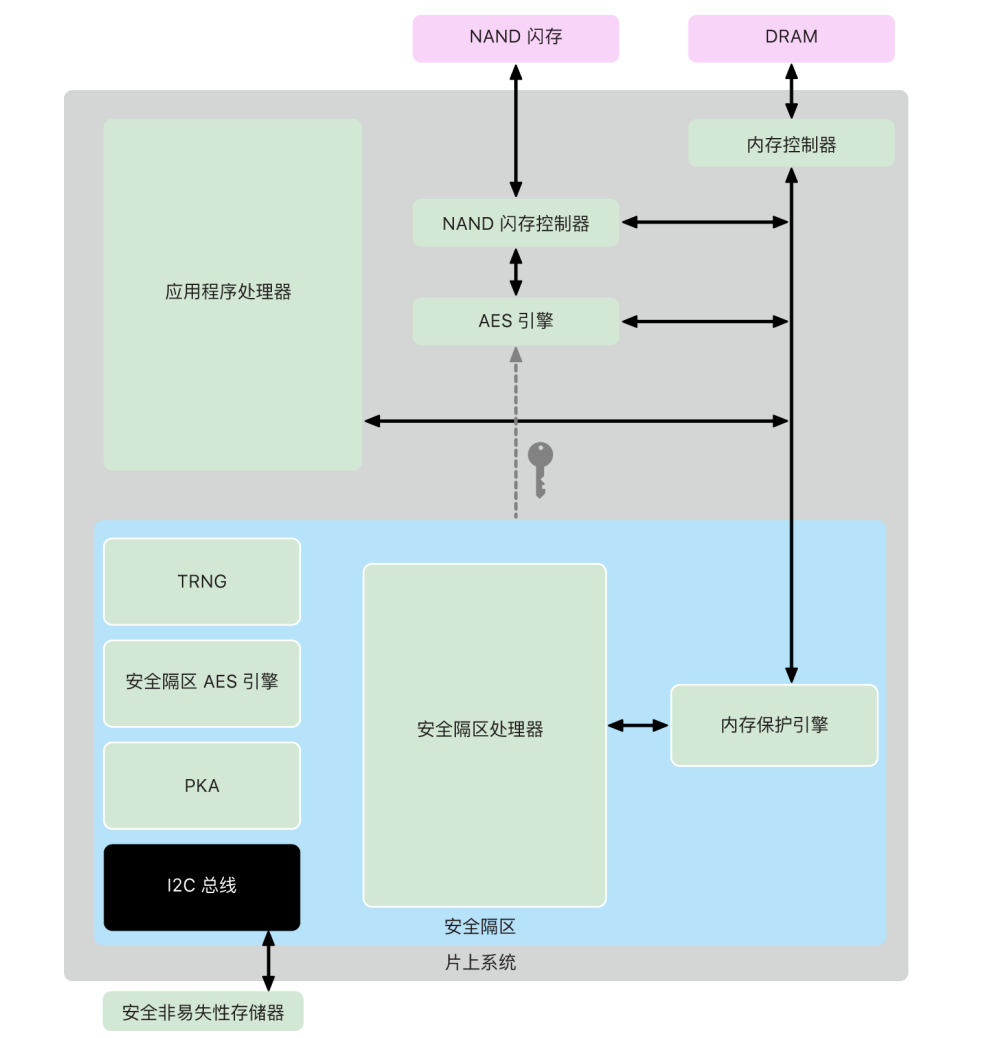 NAND 闪存
DRAM
内存控制器
NAND 闪存控制器
应用程序处理器
AES 引擎
TRNG
安全隔区 AES 引擎
PKA
I2C 总线
安全隔区处理器
内存保护引擎
安全隔区
片上系统
安全非易失性存储器